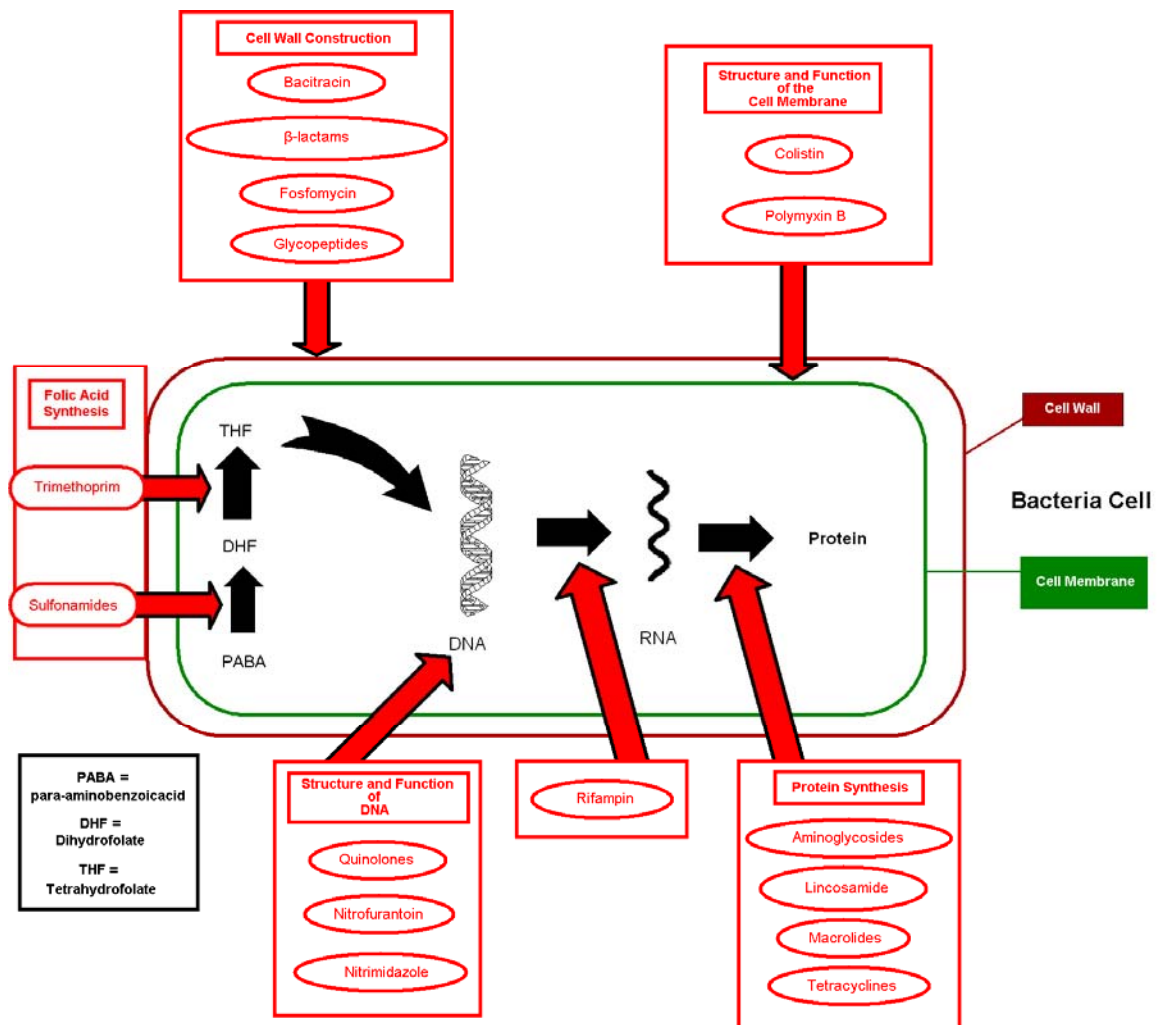 Cell Wall Construction
Bacitracin
β-lactams
Fosfomycin
Glycopeptides
Structure and Function
of the
Cell Membrane
Colistin
Polymyxin B
Folic Acid
Synthesis
Trimethoprim
Sulfonamides
THF
DHF
PABA
DNA
RNA
Protein
Cell Wall
Bacteria Cell
Cell Membrane
PABA =
para-aminobenzoicacid
DHF =
Dihydrofolate
THF =
Tetrahydrofolate
Structure and Function
of
DNA
Quinolones
Nitrofurantoin
Nitrimidazole
Rifampin
Protein Synthesis
Aminoglycosides
Lincosamide
Macrolides
Tetracyclines